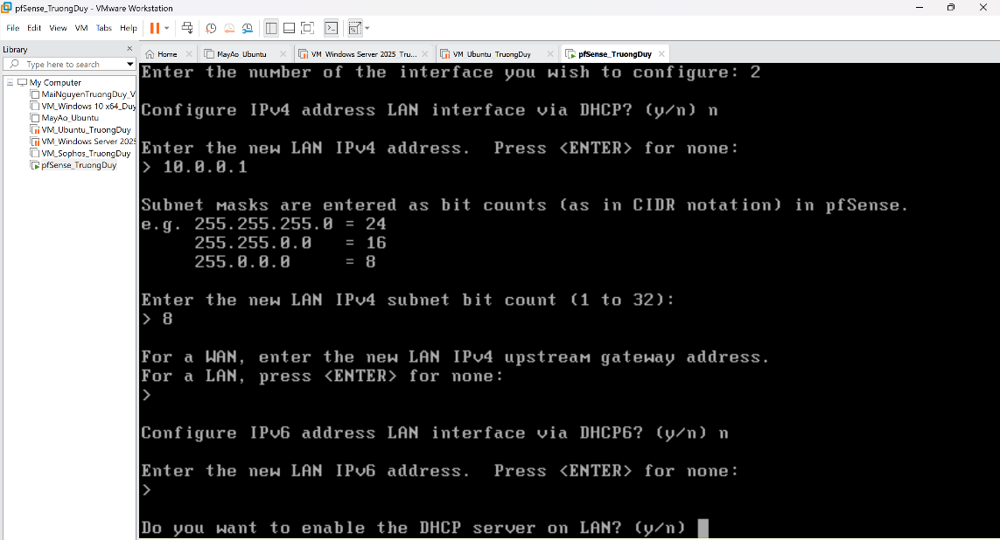 pfSense_TruongDuy - VMware Workstation
File Edit View VM Tabs Help
Library
Type here to search
My Computer
MaiNguyenTruongDuy_V
VM_Windows 10 x64_Duy
MayAo_Ubuntu
VM_Ubuntu_TruongDuy
VM_Windows Server 2025
VM_Sophos_TruongDuy
pfSense_TruongDuy
Home MayAo_Ubuntu VM_Windows Server 2025_Tru... VM_Ubuntu_TruongDuy pfSense_TruongDuy
Enter the number of the interface you wish to configure: 2
Configure IPv4 address LAN interface via DHCP? (y/n) n
Enter the new LAN IPv4 address.  Press <ENTER> for none:
> 10.0.0.1
Subnet masks are entered as bit counts (as in CIDR notation) in pfSense.
e.g. 255.255.255.0 = 24
255.255.0.0   = 16
255.0.0.0     = 8
Enter the new LAN IPv4 subnet bit count (1 to 32):
> 8
For a WAN, enter the new LAN IPv4 upstream gateway address.
For a LAN, press <ENTER> for none:
>
Configure IPv6 address LAN interface via DHCP6? (y/n) n
Enter the new LAN IPv6 address.  Press <ENTER> for none:
>
Do you want to enable the DHCP server on LAN? (y/n)